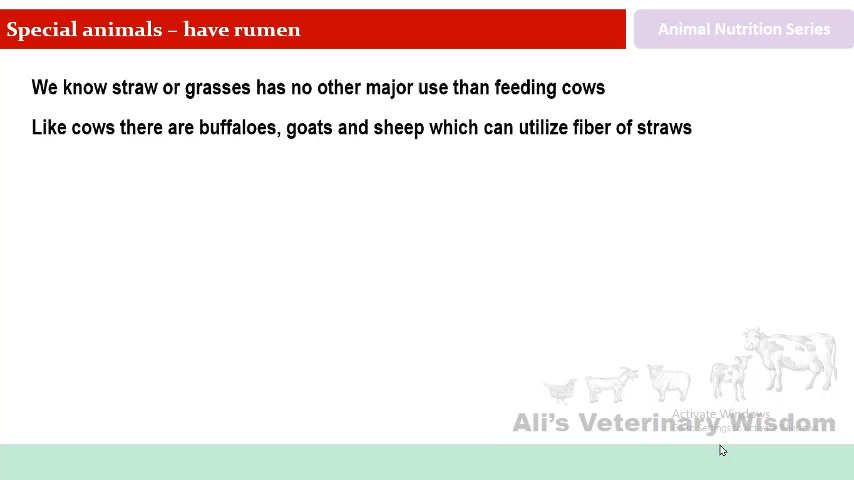 Special animals – have rumen
Animal Nutrition Series
We know straw or grasses has no other major use than feeding cows
Like cows there are buffaloes, goats and sheep which can utilize fiber of straws
Activate Windows
Ali's Veterinary Wisdom